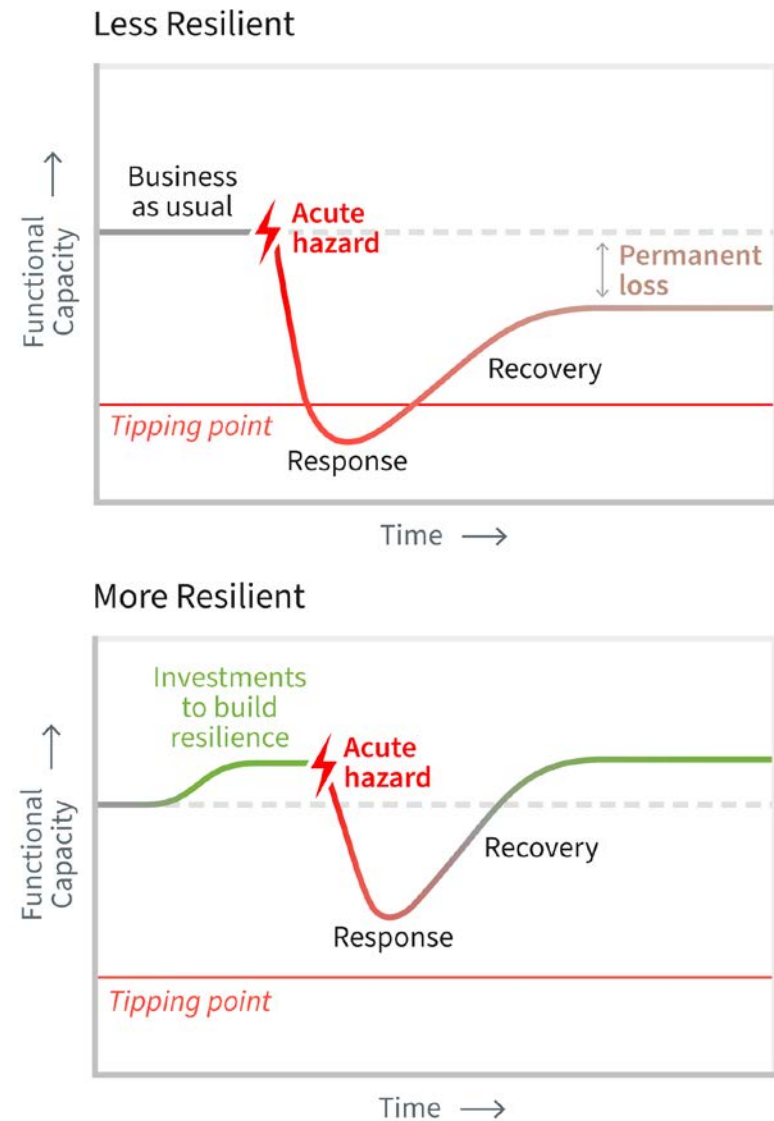 Less Resilient
Functional
Capacity
Business
as usual
Acute
hazard
Permanent
loss
Recovery
Tipping point
Response
Time
More Resilient
Functional
Capacity
Investments
to build
resilience
Acute
hazard
Recovery
Response
Tipping point
Time